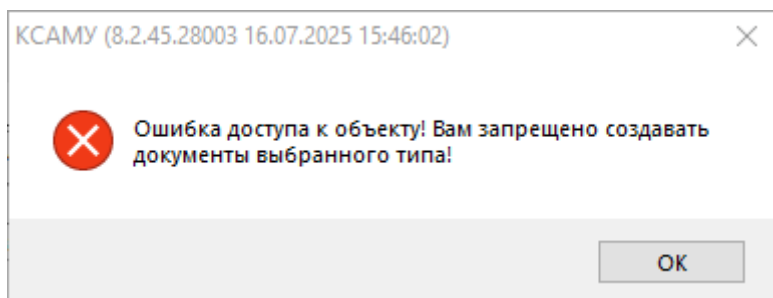 КСАМУ (8.2.45.28003 16.07.2025 15:46:02)
Ошибка доступа к объекту! Вам запрещено создавать
документы выбранного типа!
ОК